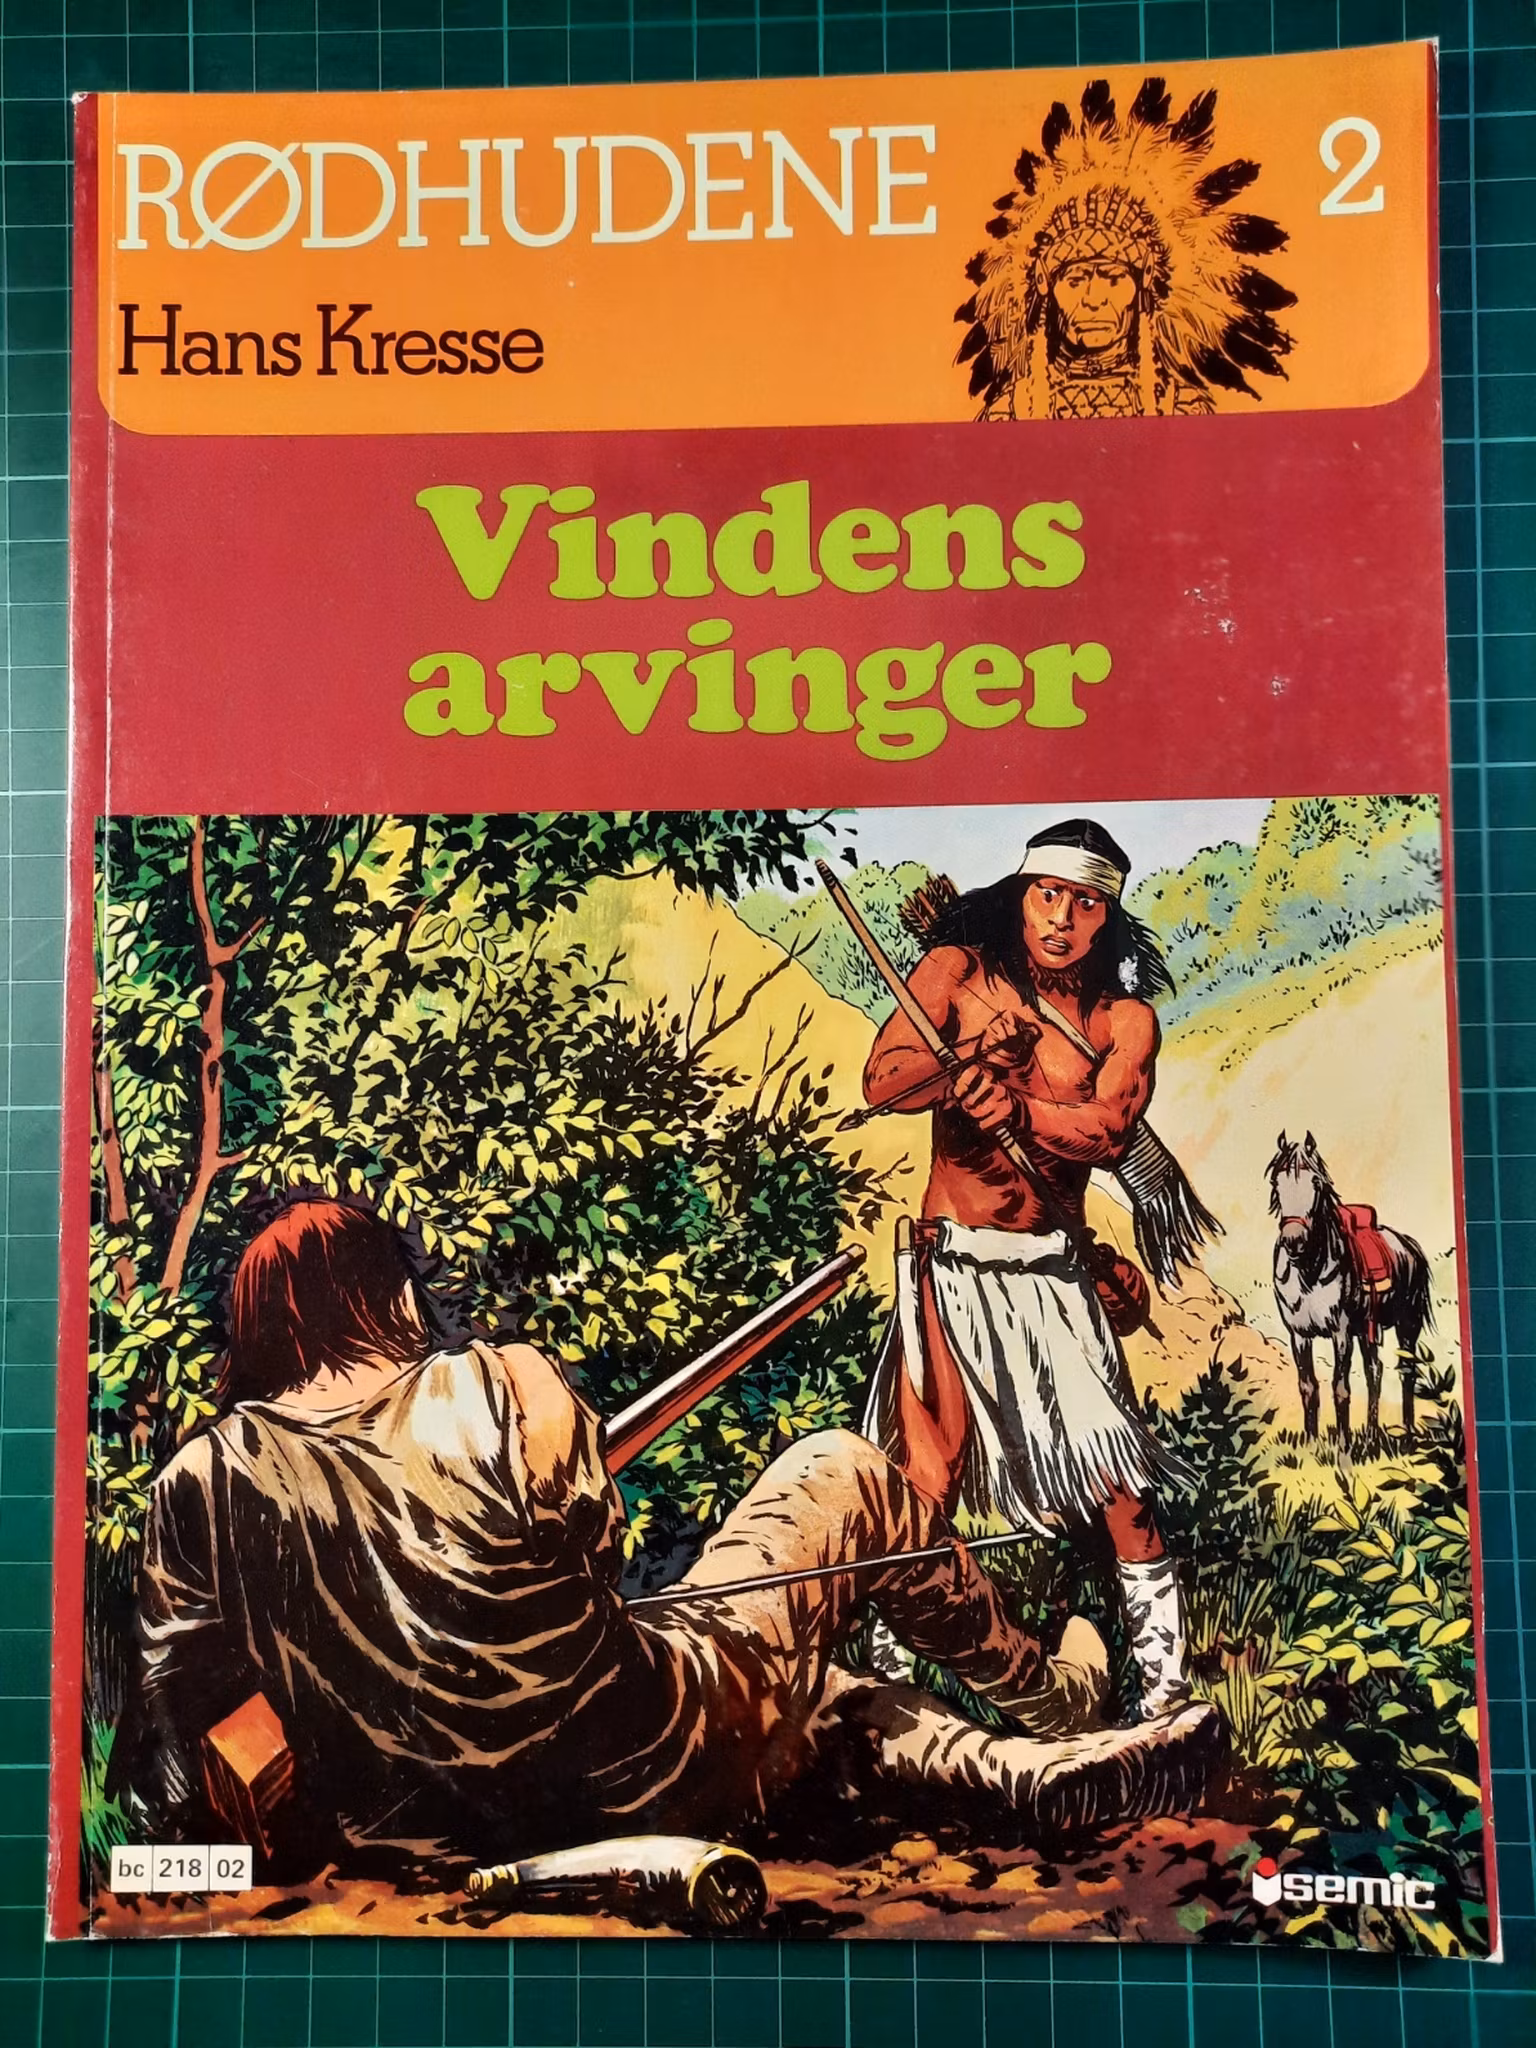 RØDHUDENE
2
Hans Kresse
Vindens
arvinger
bc 218 02
semic